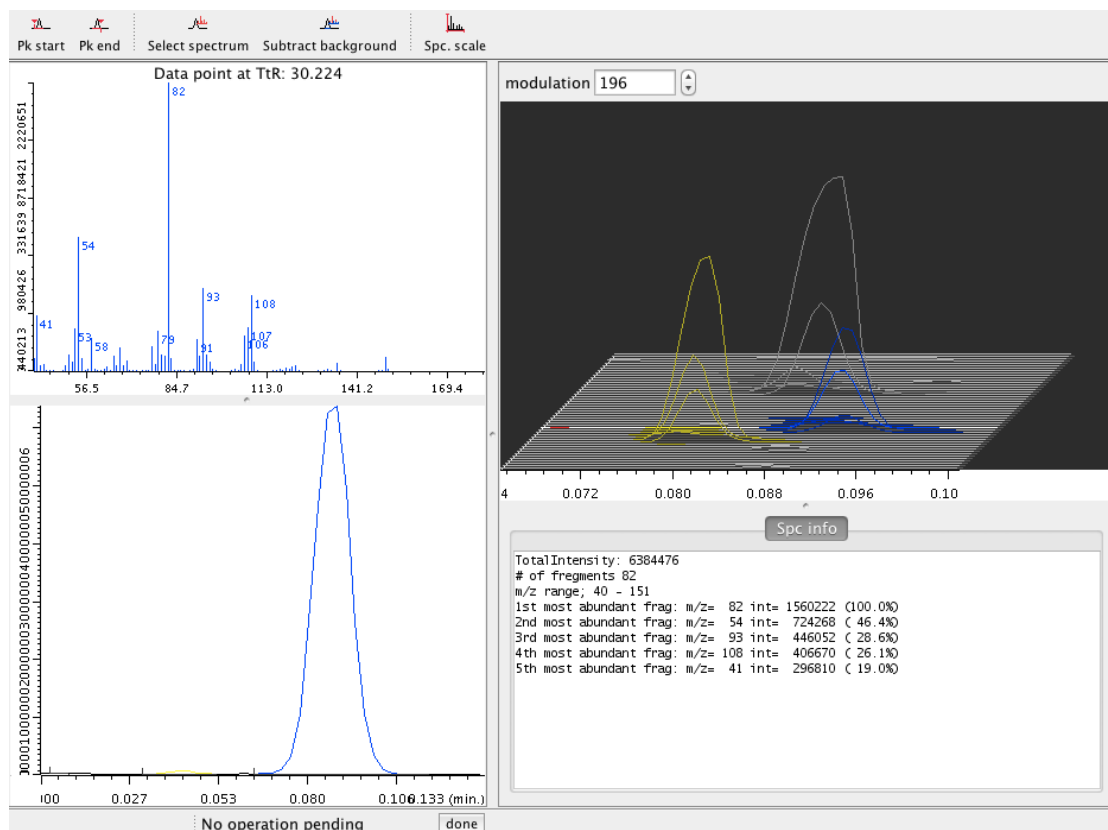 Pk start Pk end Select spectrum Subtract background Spc. scale
Data point at TtR: 30.224
modulation 196
82
54
93
108
41
53
58
79
91
107
106
56.5 84.7 113.0 141.2 169.4
4 0.072 0.080 0.088 0.096 0.10
Spc info
TotalIntensity: 6384476
# of fregments 82
m/z range; 40 - 151
1st most abundant frag: m/z= 82 int= 1560222 (100.0%)
2nd most abundant frag: m/z= 54 int= 724268 ( 46.4%)
3rd most abundant frag: m/z= 93 int= 446052 ( 28.6%)
4th most abundant frag: m/z= 108 int= 406670 ( 26.1%)
5th most abundant frag: m/z= 41 int= 296810 ( 19.0%)
0.027 0.053 0.080
(min.)
No operation pending done